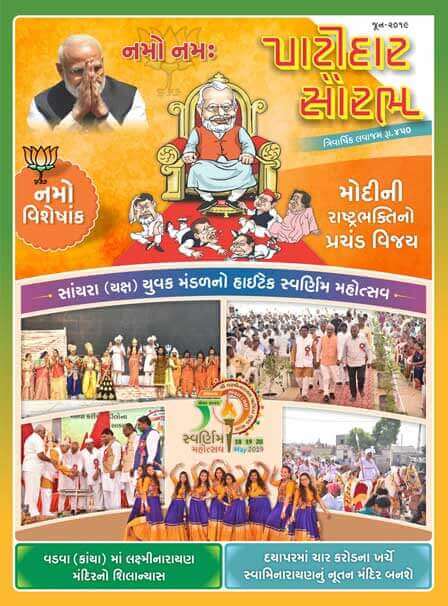 જૂન-૨૦૧૯
નમો નમઃ
પાટીદાર
સૌરભ
ત્રિવાર્ષિક લવાજમ રૂા.૪૫૦
નમો
વિશેષાંક
મોદીની
રાષ્ટ્રભક્તિનો
પ્રચંડ વિજય
સાંયરા (યક્ષ) યુવક મંડળનો હાઈટેક સ્વર્ણિમ મહોત્સવ
સ્વર્ણિમ
મહોત્સવ
18 19 20
May 2019
વડવા (કાંયા) માં લક્ષ્મીનારાયણ
મંદિરનો શિલાન્યાસ
દયાપરમાં ચાર કરોડના ખર્ચે
સ્વામિનારાયણનું નૂતન મંદિર બનશે